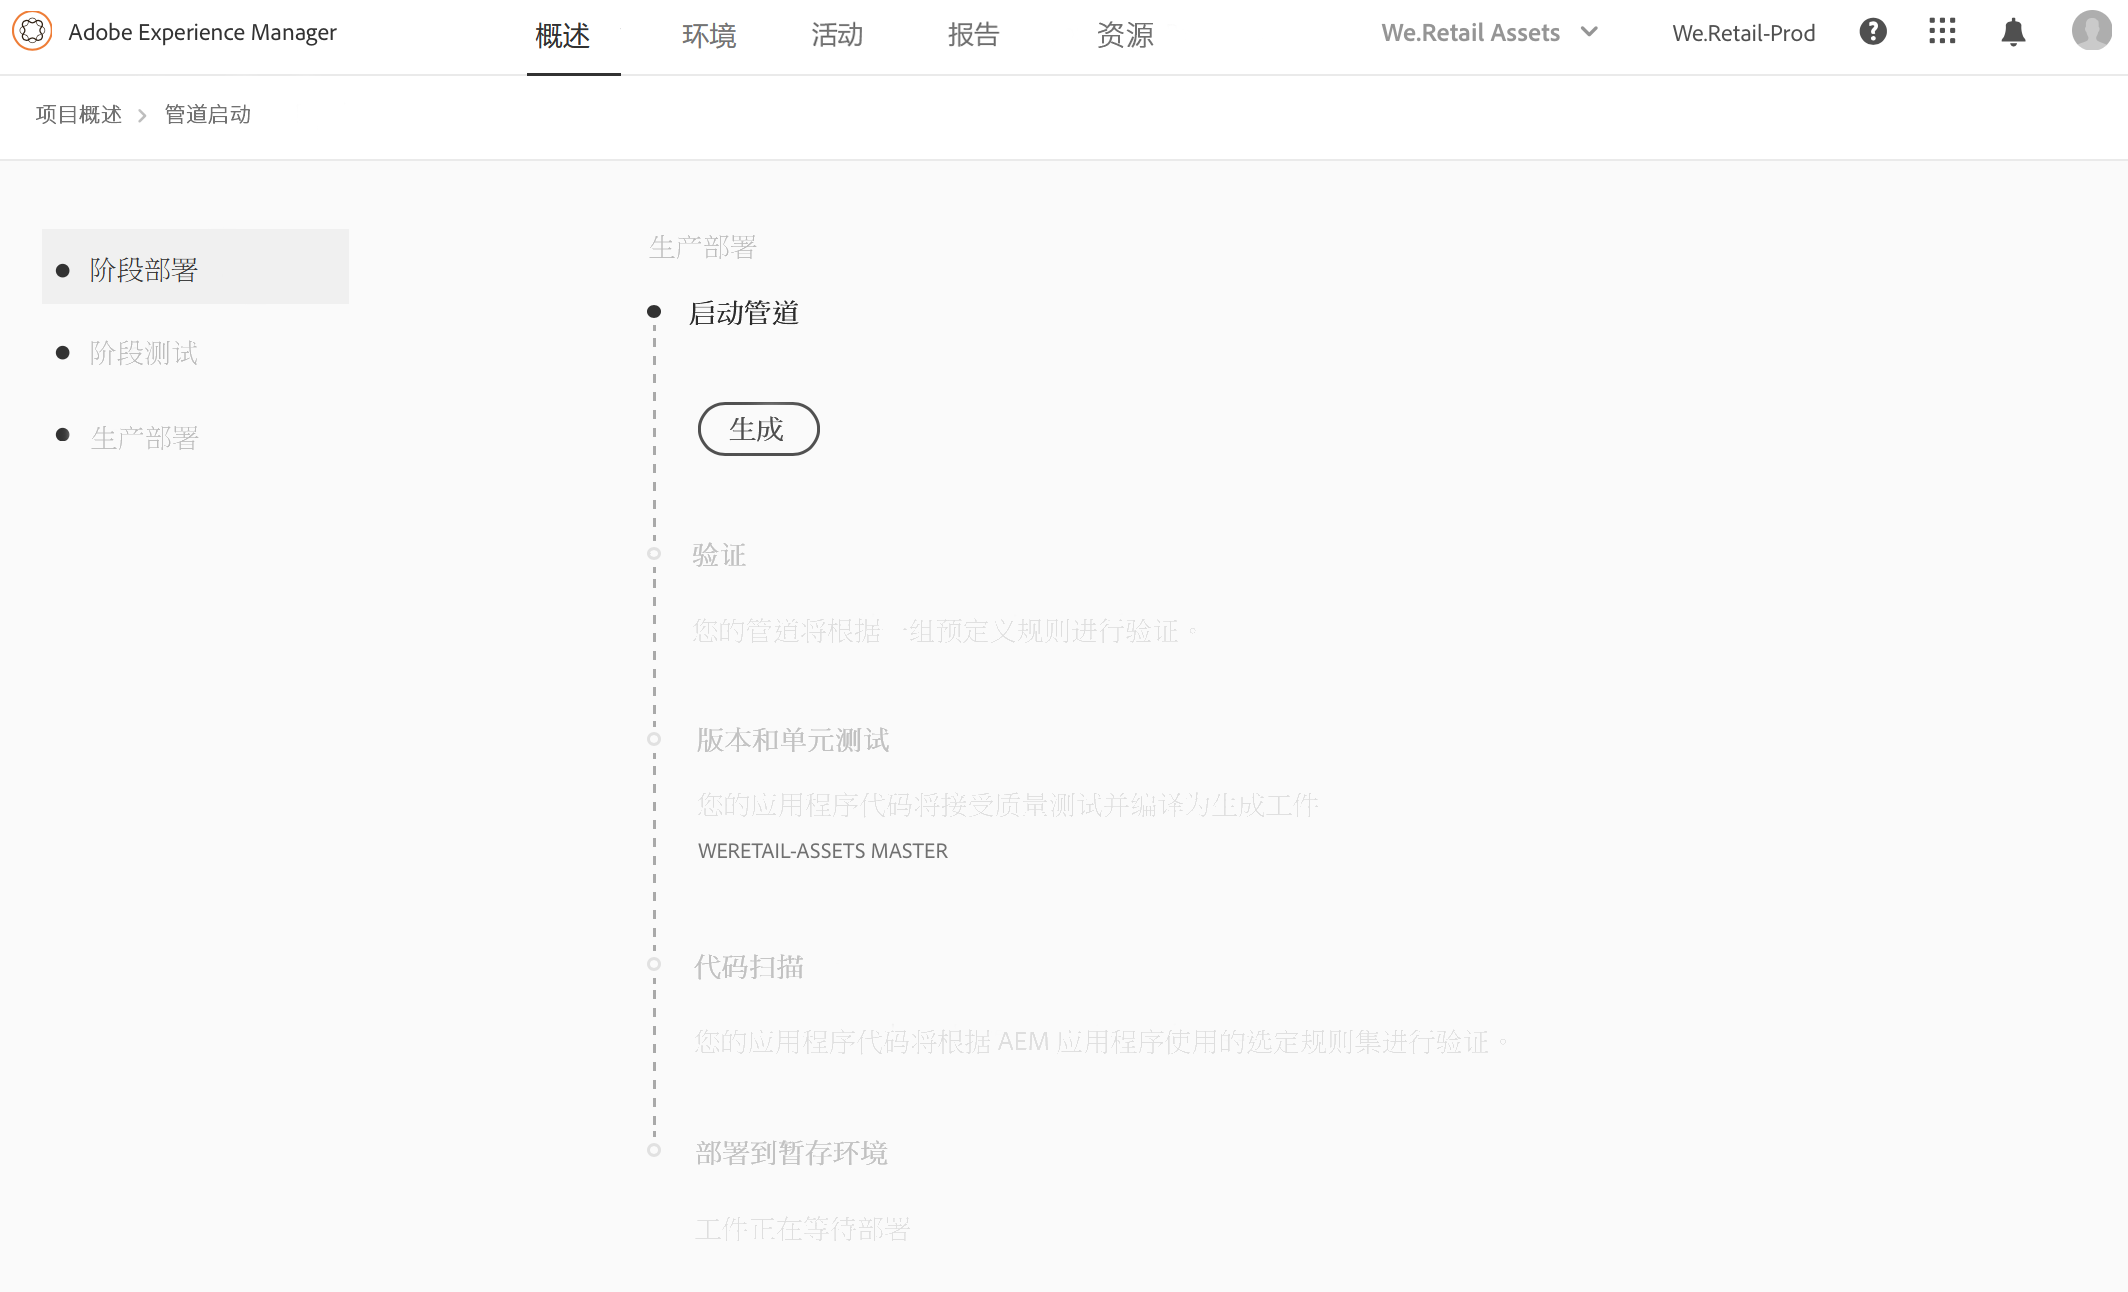 Adobe Experience Manager
概述 环境 活动 报告 资源
We.Retail Assets
We.Retail-Prod
项目概述 管道启动
阶段部署
阶段测试
生产部署
生产部署
启动管道
生成
验证
您的管道将根据一组预定义规则进行验证。
版本和单元测试
您的应用程序代码将接受质量测试并编译为生成工件
WERETAIL-ASSETS MASTER
代码扫描
您的应用程序代码将根据 AEM 应用程序使用的选定规则集进行验证。
部署到暂存环境
工件正在等待部署